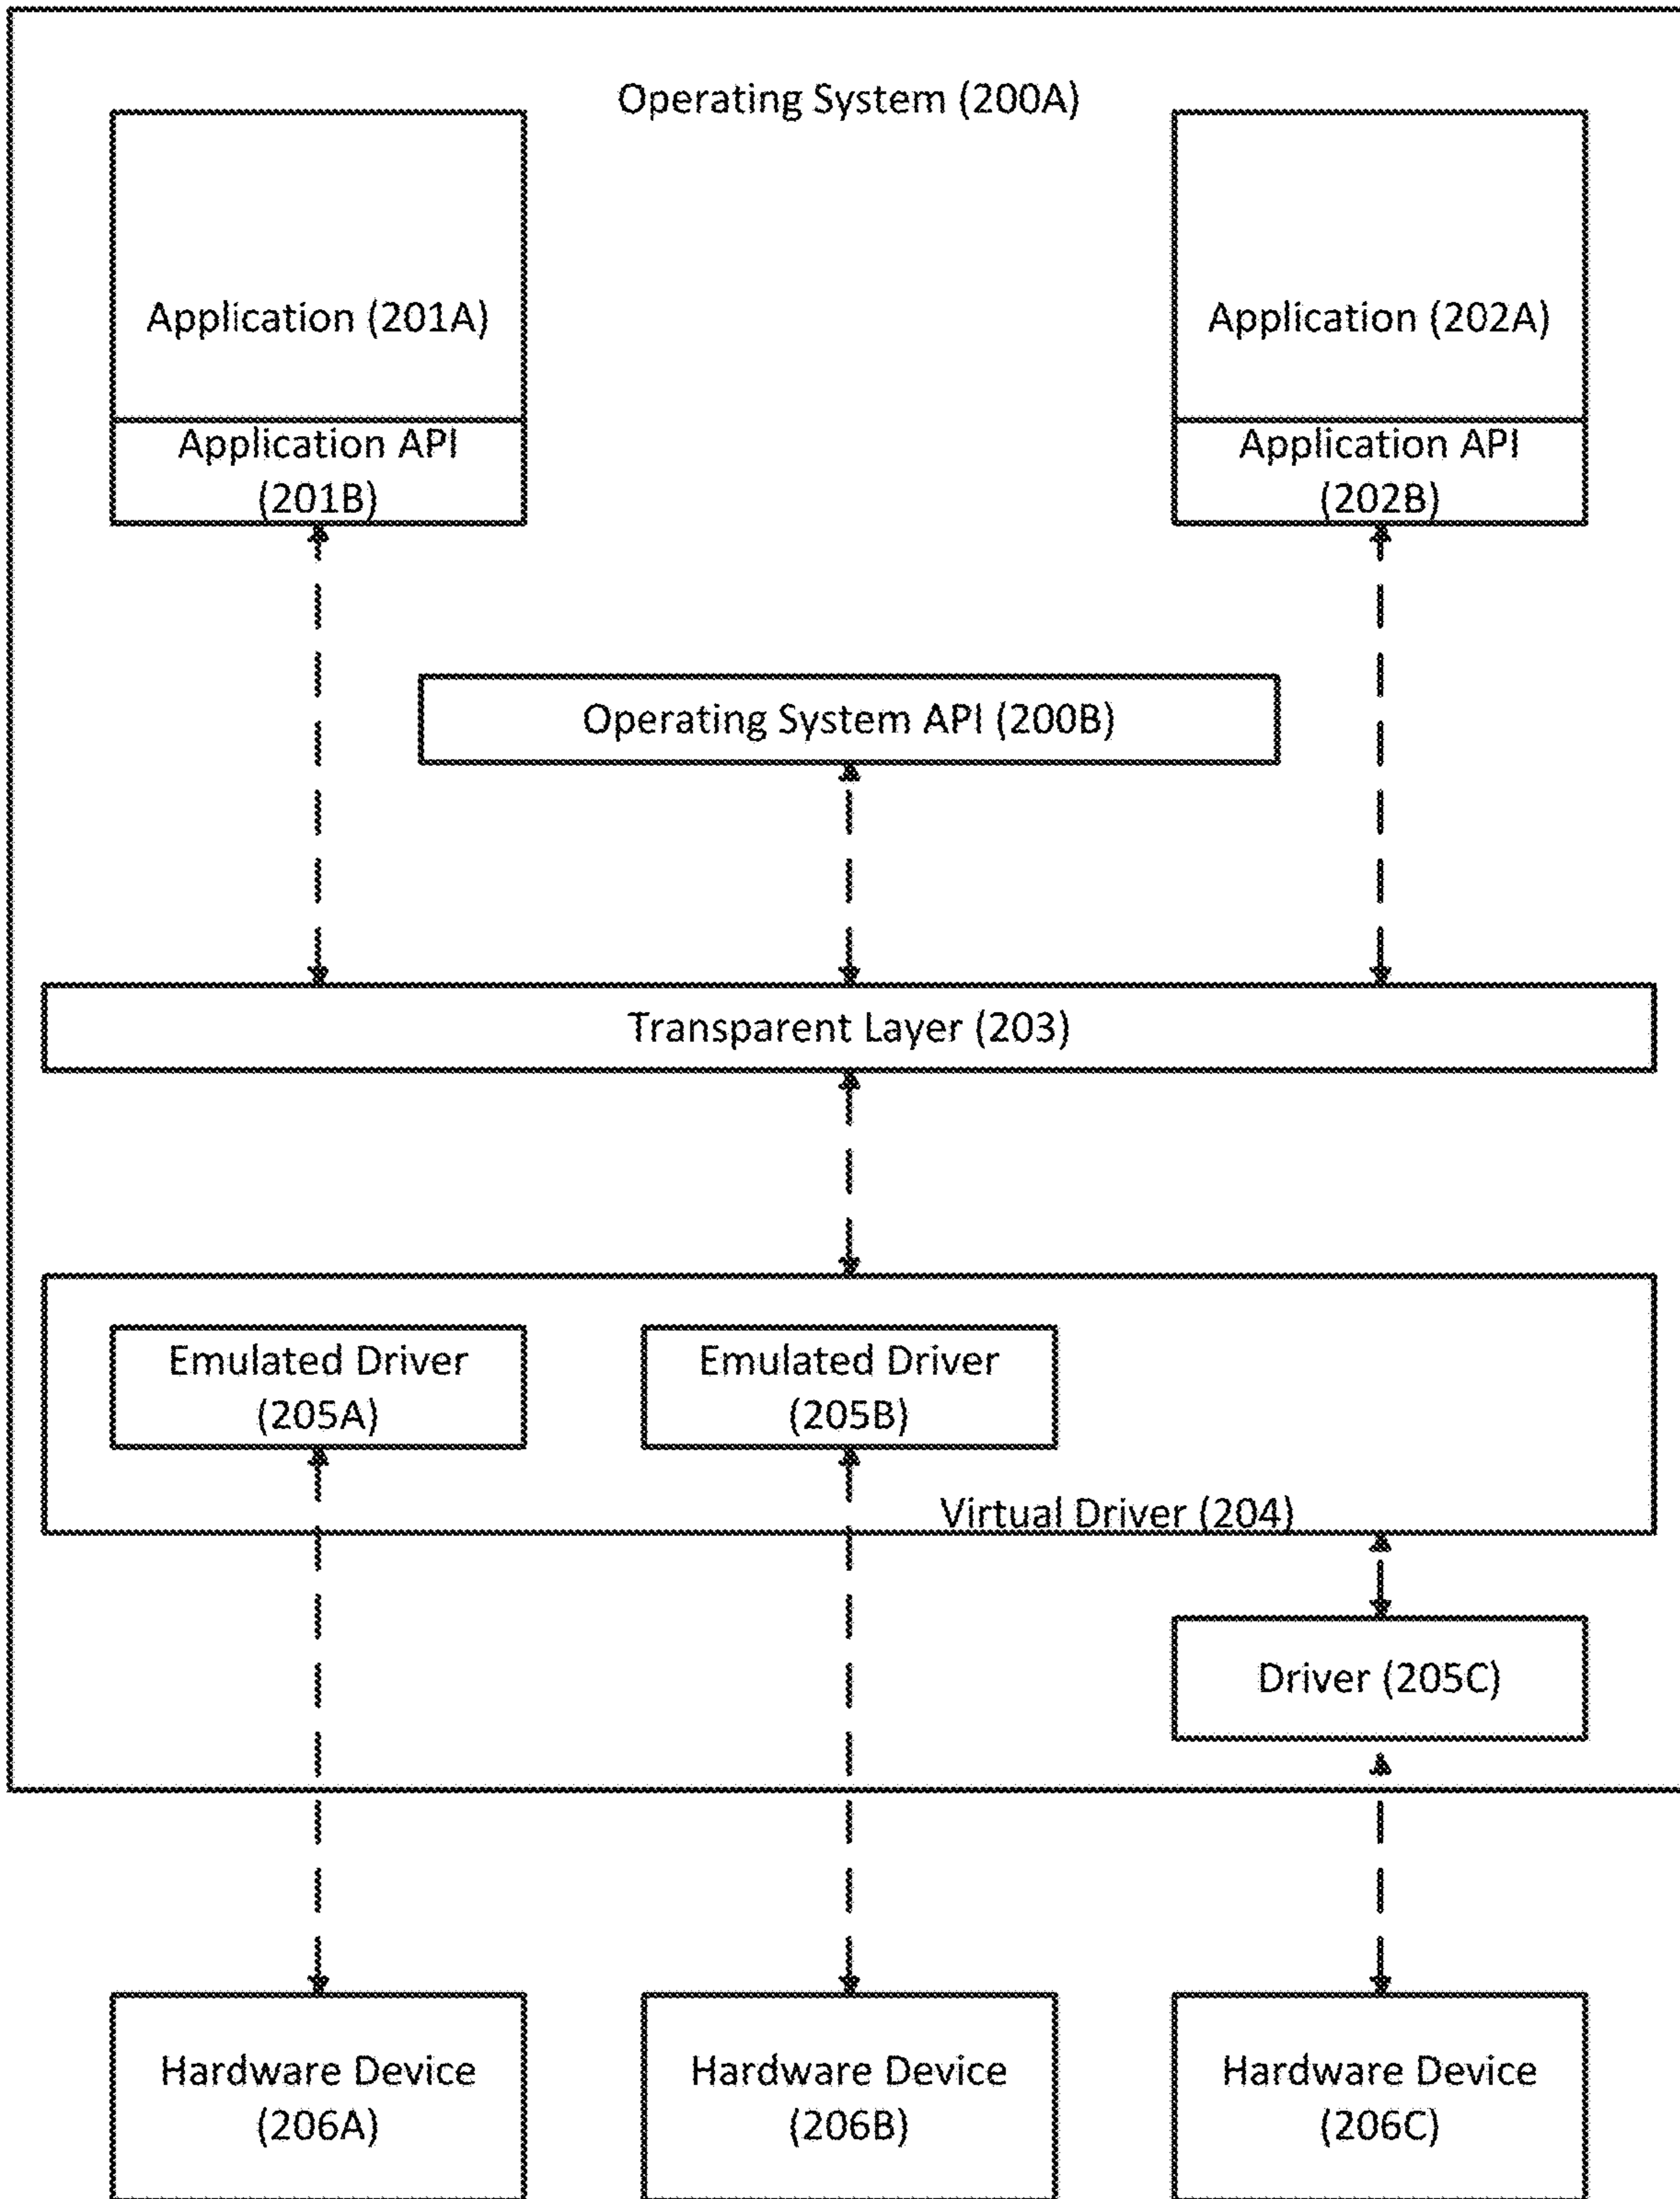 Operating System (200A)
Application (201A)
Application (202A)
Application API
(201B)
Application API
(202B)
Operating System API (200B)
Transparent Layer (203)
Emulated Driver
(205A)
Emulated Driver
(205B)
Virtual Driver (204)
Driver (205C)
Hardware Device
(206A)
Hardware Device
(206B)
Hardware Device
(206C)